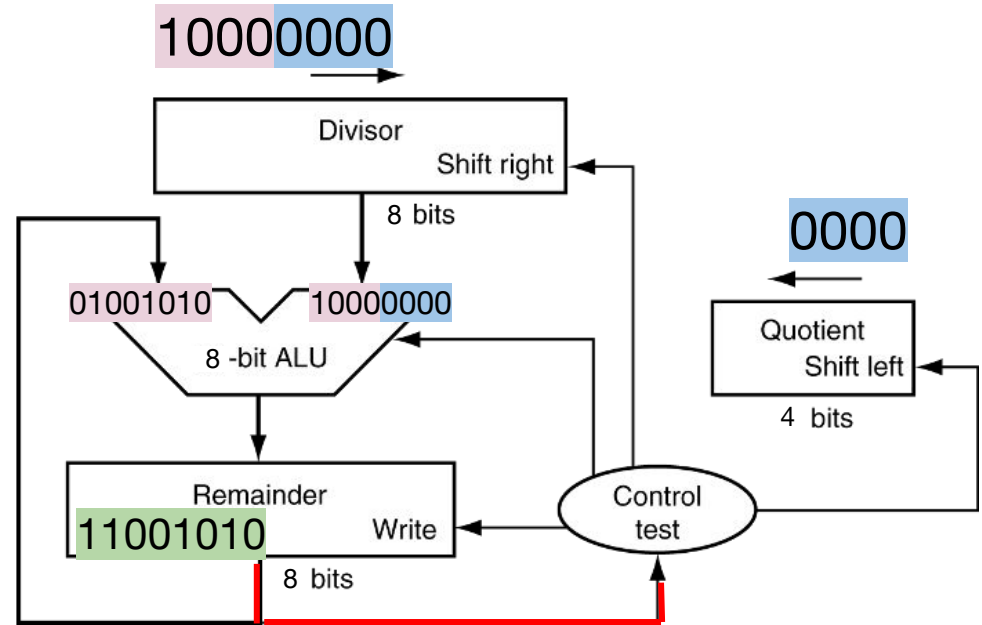 10000000
Divisor
Shift right
8 bits
0000
01001010
10000000
8 -bit ALU
Quotient
Shift left
4 bits
Remainder
Write
11001010
8 bits
Control
test